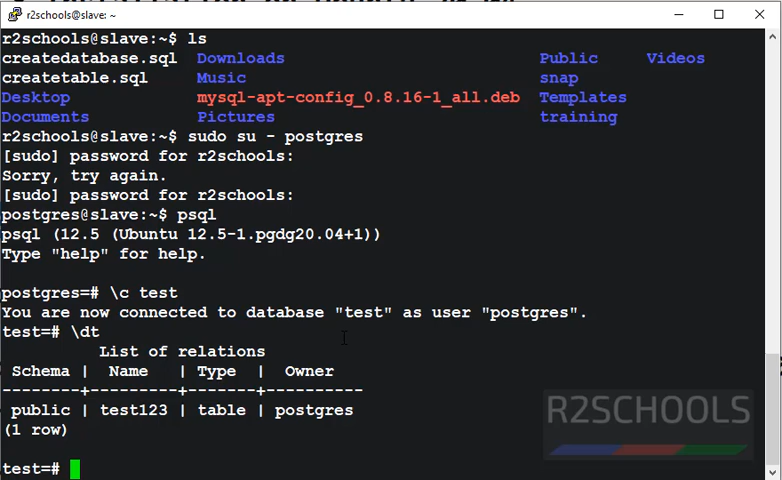 r2schools@slave: ~
r2schools@slave:~$ ls
createdatabase.sql  Downloads                            Public     Videos
createtable.sql     Music                                snap
Desktop             mysql-apt-config_0.8.16-1_all.deb  Templates
Documents           Pictures                             training
r2schools@slave:~$ sudo su - postgres
[sudo] password for r2schools:
Sorry, try again.
[sudo] password for r2schools:
postgres@slave:~$ psql
psql (12.5 (Ubuntu 12.5-1.pgdg20.04+1))
Type "help" for help.
postgres=# \c test
You are now connected to database "test" as user "postgres".
test=# \dt
          List of relations
 Schema |  Name   | Type  |  Owner
--------+---------+-------+----------
 public | test123 | table | postgres
(1 row)
test=#
R2SCHOOLS